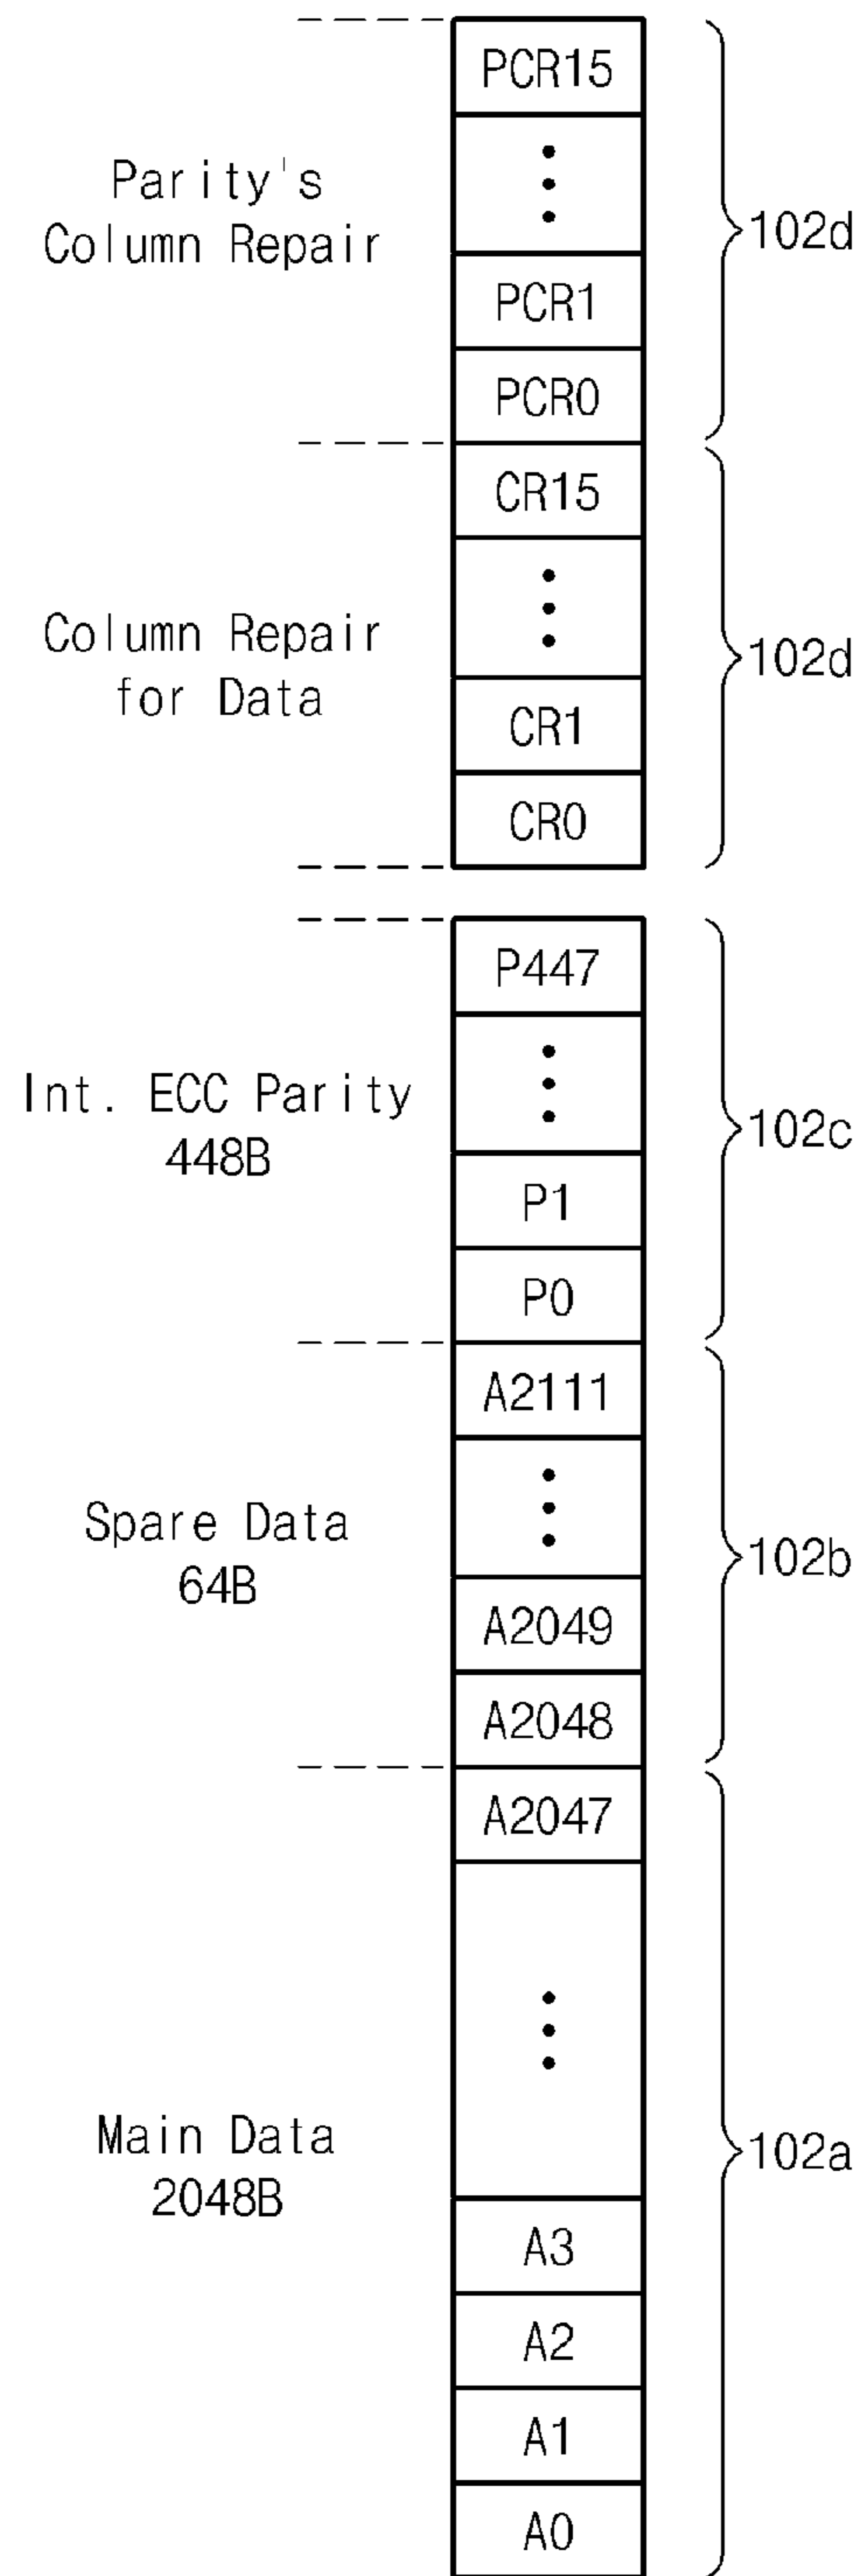 PCR15
Parity's
Column Repair
102d
PCR1
PCR0
CR15
Column Repair
for Data
102d
CR1
CR0
P447
Int. ECC Parity
448B
102c
P1
P0
A2111
Spare Data
64B
102b
A2049
A2048
A2047
Main Data
2048B
102a
A3
A2
A1
A0